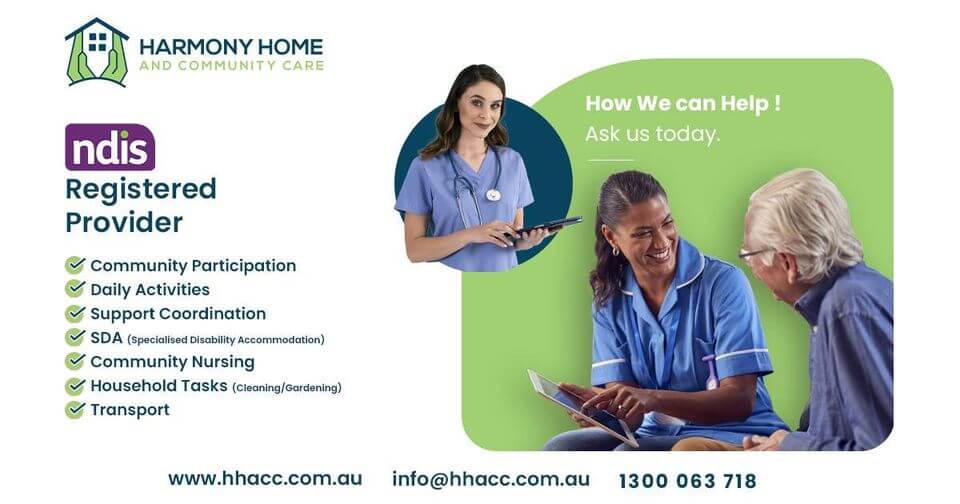 HARMONY HOME
AND COMMUNITY CARE
ndis
Registered
Provider
Community Participation
Daily Activities
Support Coordination
SDA (Specialised Disability Accommodation)
Community Nursing
Household Tasks (Cleaning/Gardening)
Transport
How We can Help !
Ask us today.
www.hhacc.com.au info@hhacc.com.au 1300 063 718